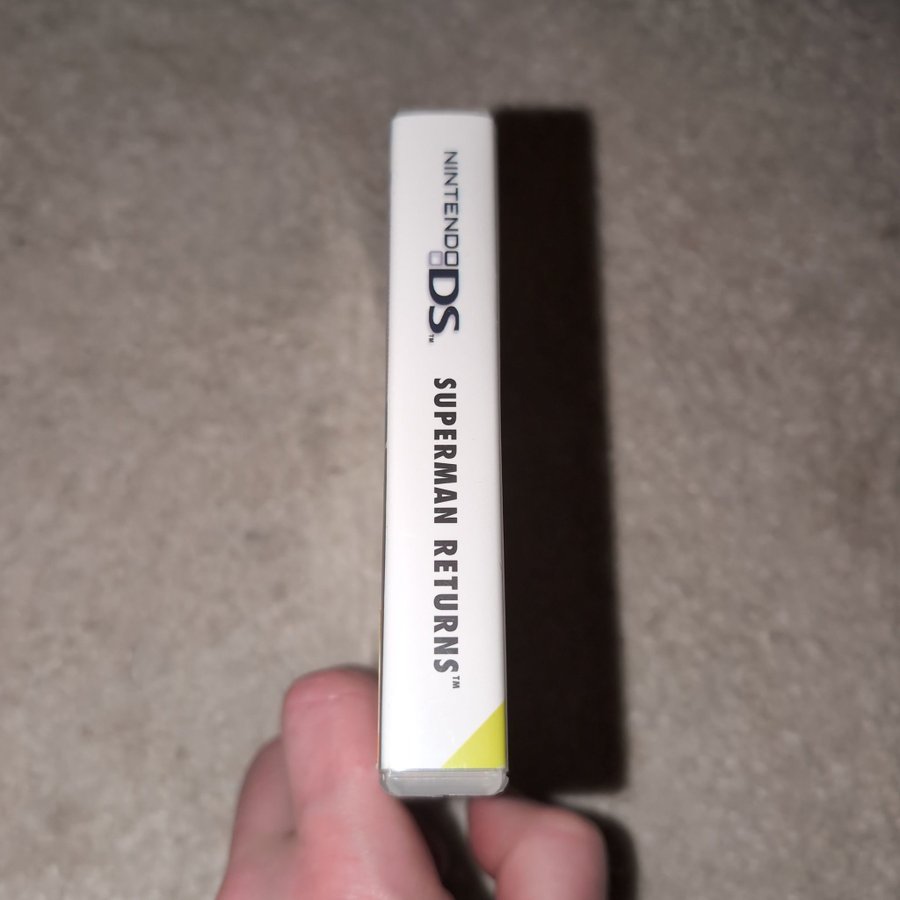 NINTENDO DS™
SUPERMAN RETURNS™